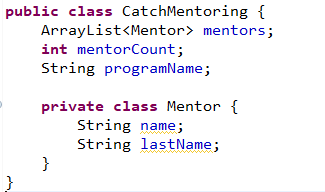 public class CatchMentoring {
    ArrayList<Mentor> mentors;
    int mentorCount;
    String programName;

    private class Mentor {
        String name;
        String lastName;
    }
}